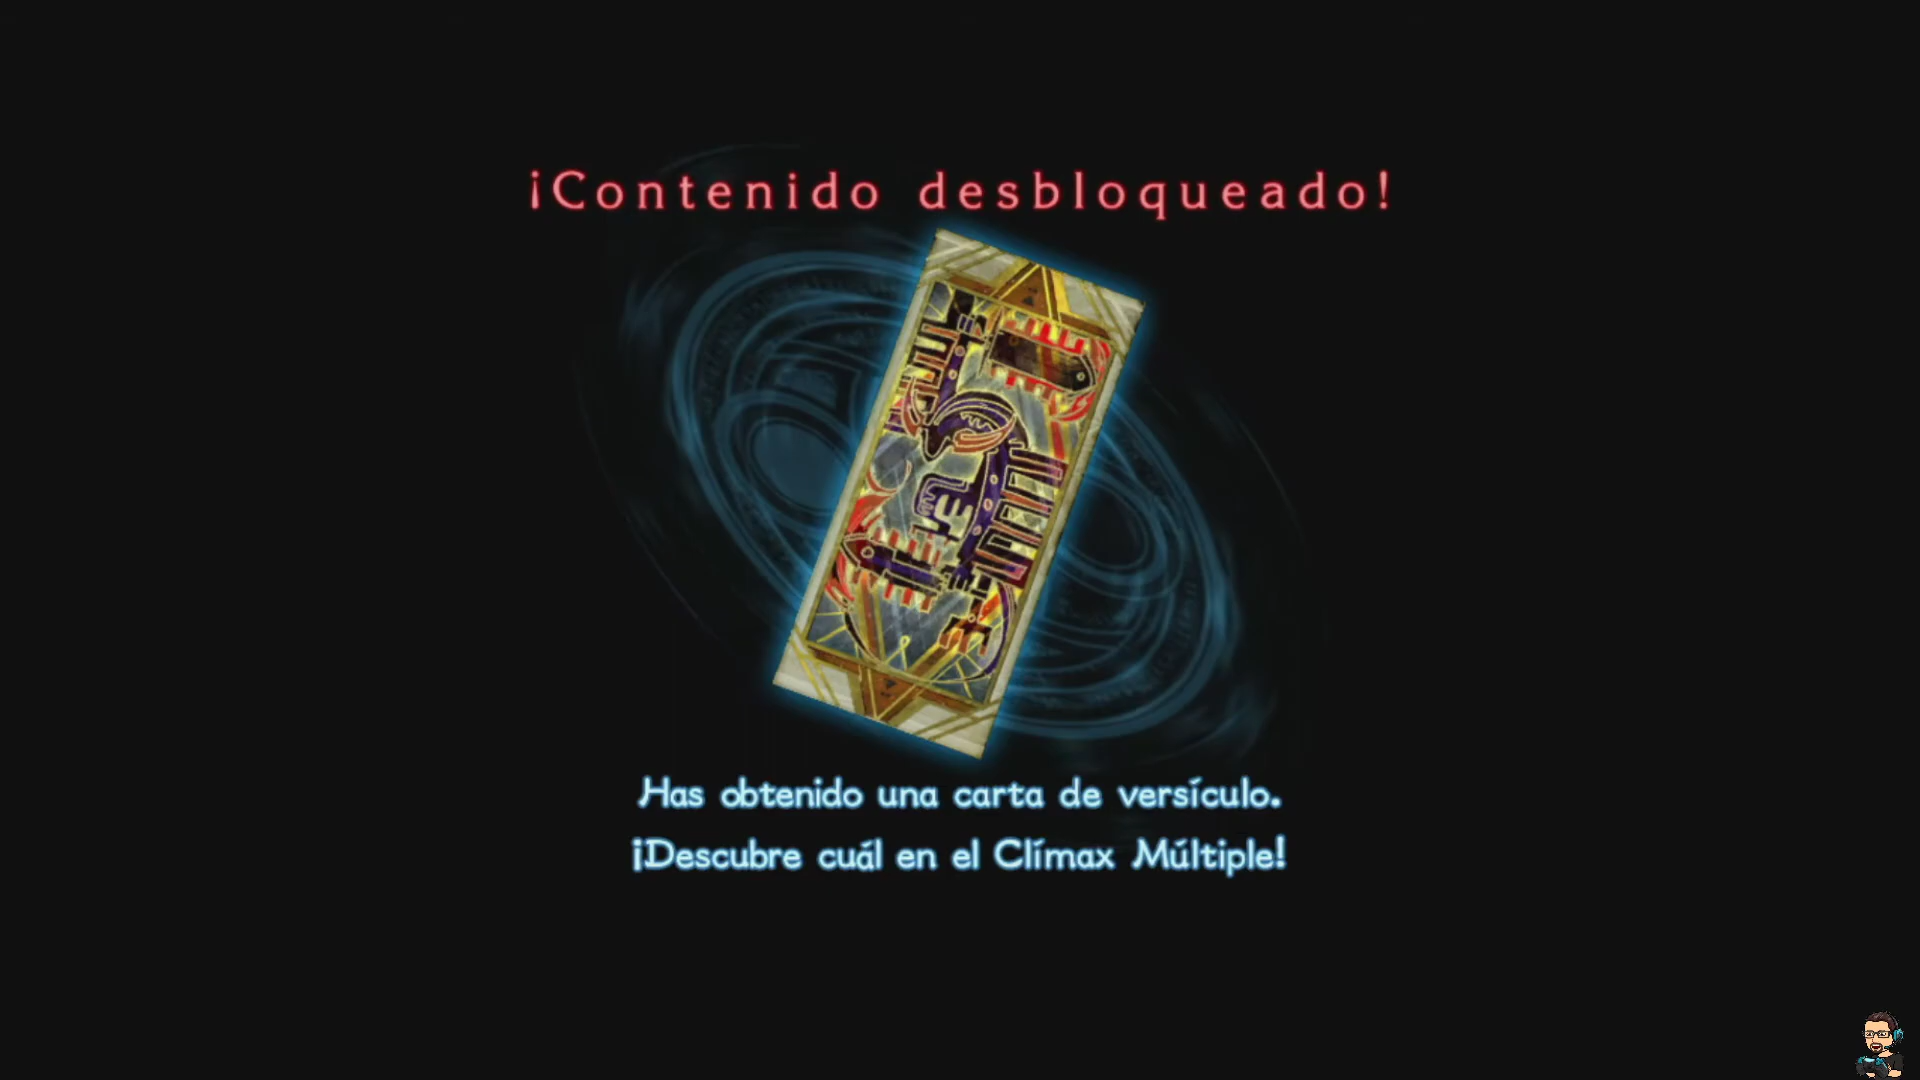 ¡Contenido desbloqueado!
Has obtenido una carta de versículo.
¡Descubre cuál en el Clímax Múltiple!